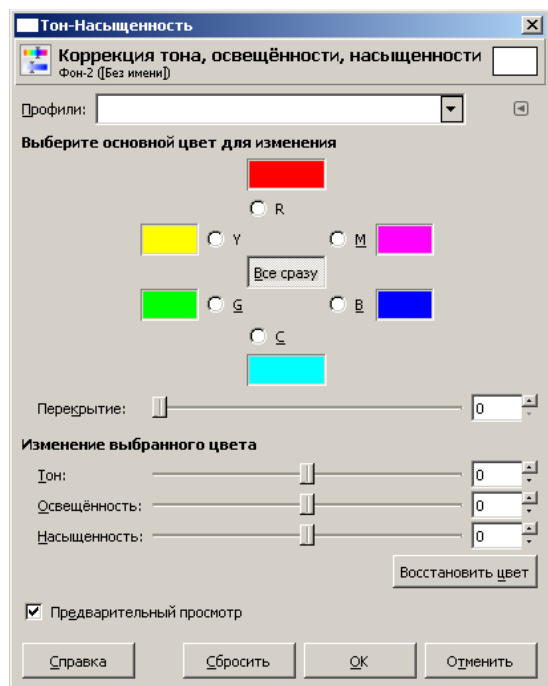 Тон-Насыщенность
Коррекция тона, освещённости, насыщенности
Фон-2 ([Без имени])
Профили:
Выберите основной цвет для изменения
R
Y M
Все сразу
G B
C
Перекрытие: 0
Изменение выбранного цвета
Тон: 0
Освещённость: 0
Насыщенность: 0
Восстановить цвет
Предварительный просмотр
Справка Сбросить OK Отменить